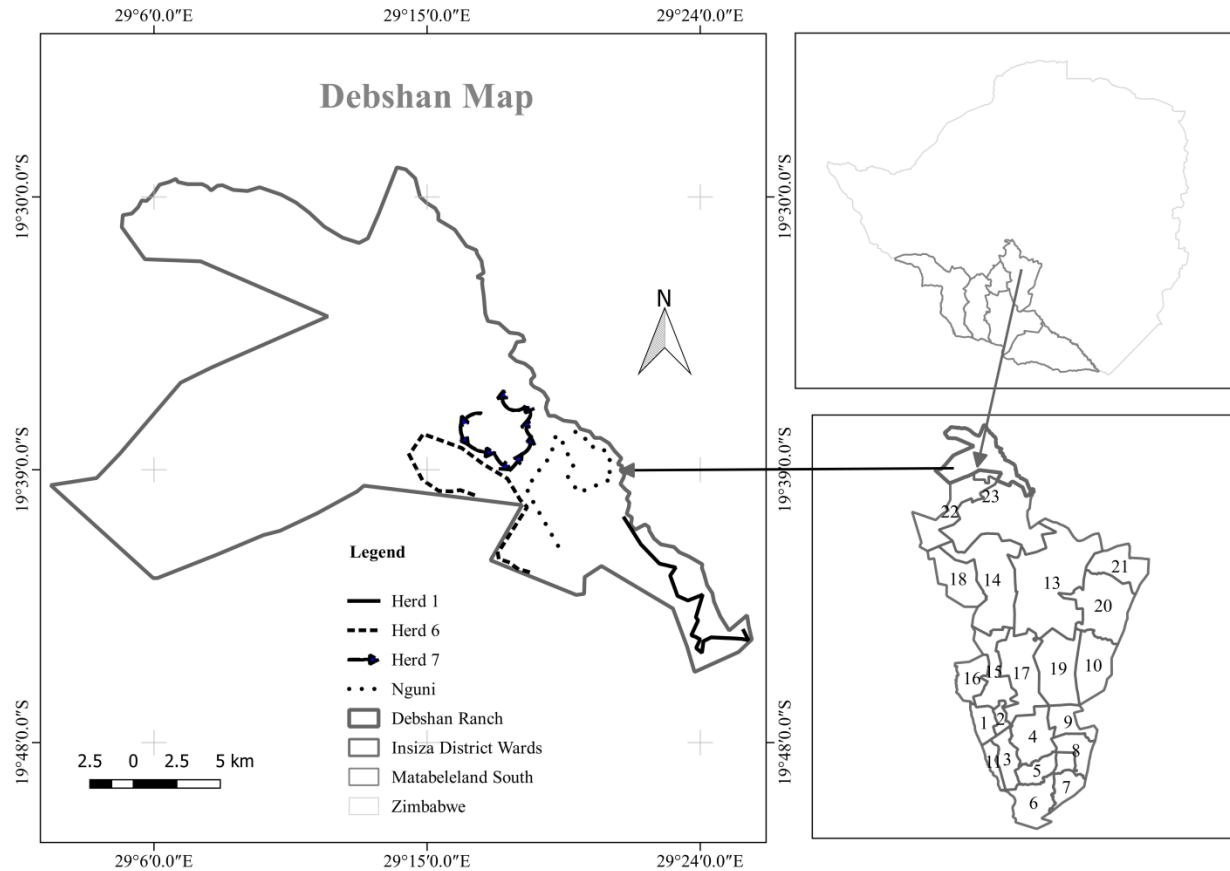 29°6′0.0″E 29°15′0.0″E 29°24′0.0″E
Debshan Map
19°30′0.0″S
19°30′0.0″S
N
19°39′0.0″S
19°39′0.0″S
Legend
Herd 1
Herd 6
Herd 7
Nguni
Debshan Ranch
Insiza District Wards
Matabeleland South
Zimbabwe
19°48′0.0″S
19°48′0.0″S
2.5 0 2.5 5 km
29°6′0.0″E 29°15′0.0″E 29°24′0.0″E
23
22
21
18 14 13
20
16 15 17 19 10
1 2 4 9
11 3 5 8
6 7